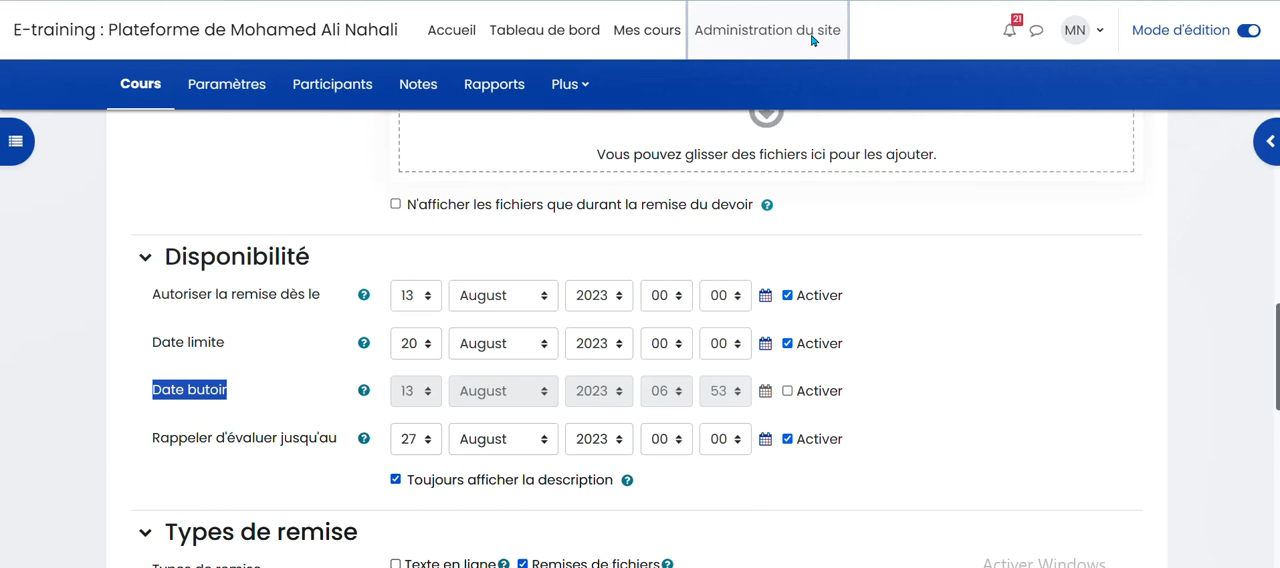 E-training : Plateforme de Mohamed Ali Nahali Accueil Tableau de bord Mes cours Administration du site 21 MN Mode d'édition
Cours Paramètres Participants Notes Rapports Plus
Vous pouvez glisser des fichiers ici pour les ajouter.
N'afficher les fichiers que durant la remise du devoir ?
Disponibilité
Autoriser la remise dès le ? 13 August 2023 00 00 Activer
Date limite ? 20 August 2023 00 00 Activer
Date butoir ? 13 August 2023 06 53 Activer
Rappeler d'évaluer jusqu'au ? 27 August 2023 00 00 Activer
Toujours afficher la description ?
Types de remise
Types de remise Texte en ligne ? Remises de fichiers ? Activer Windows